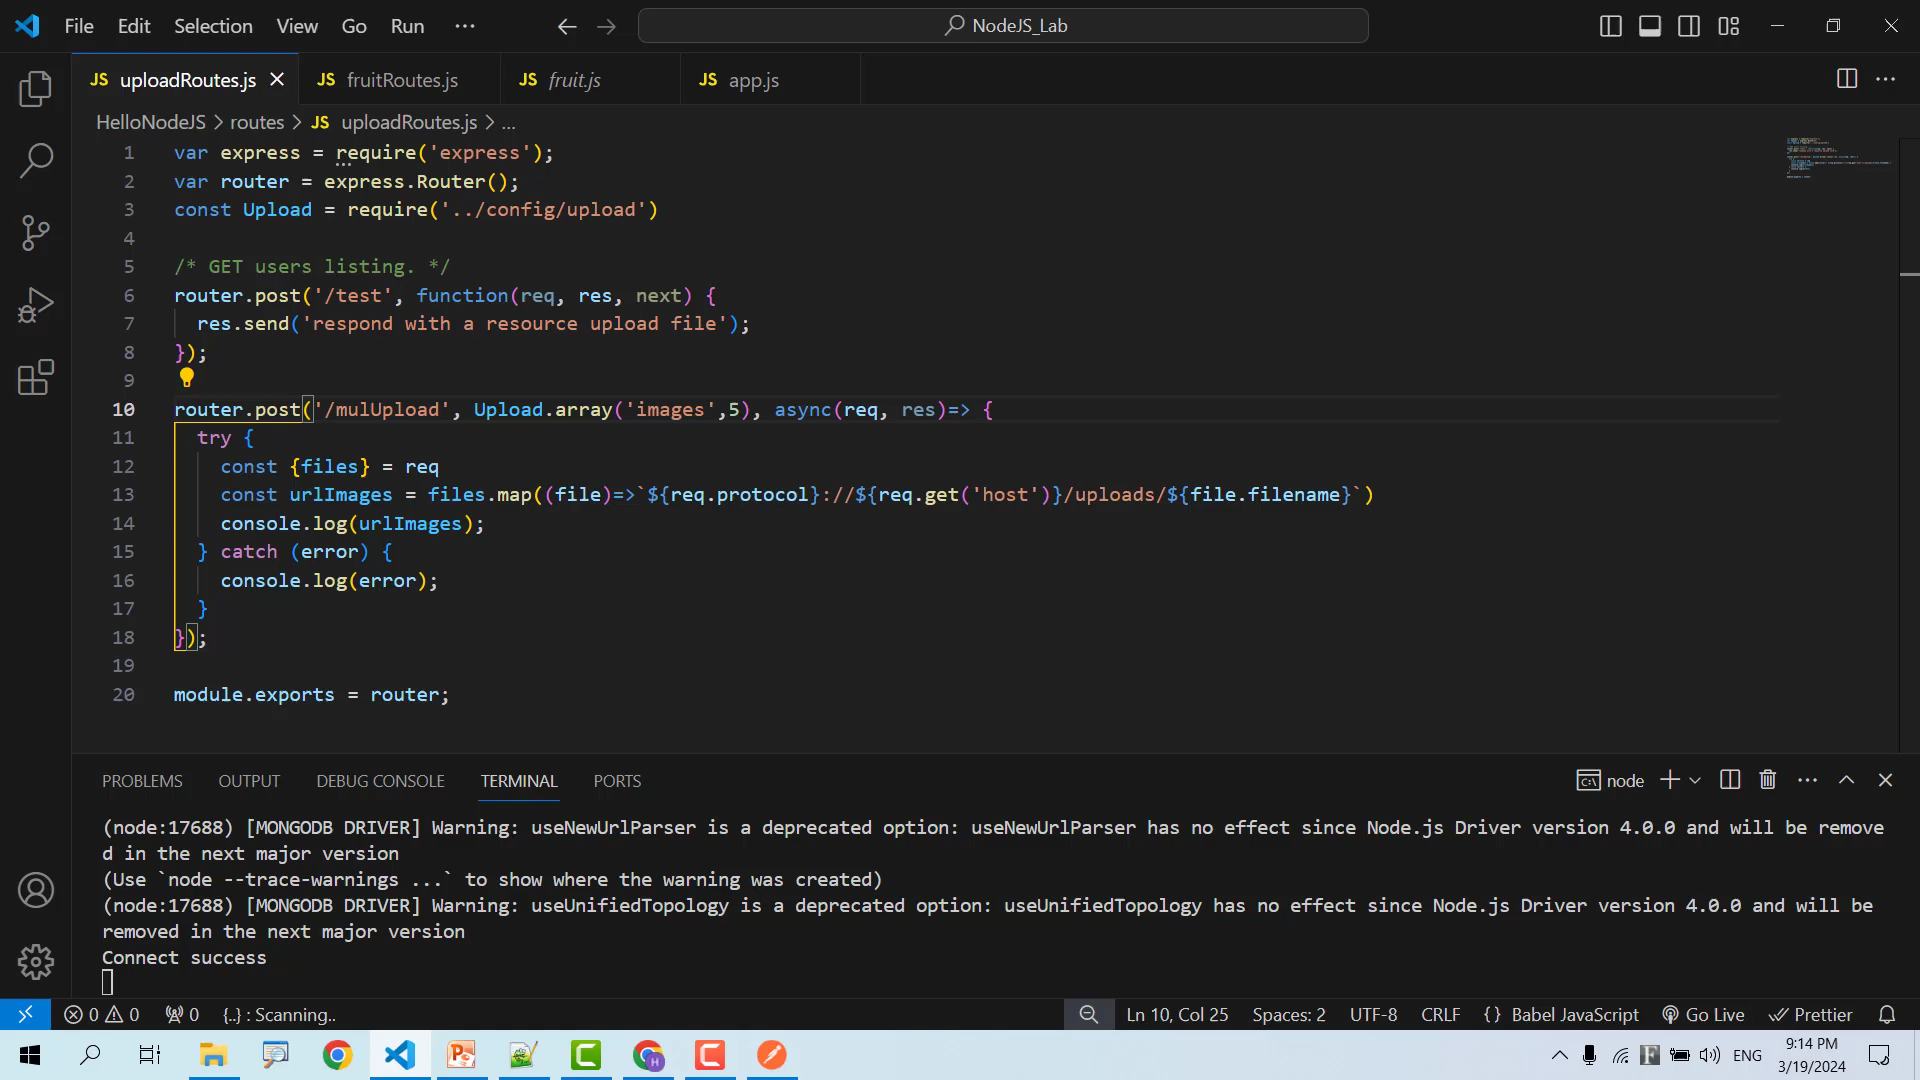 File Edit Selection View Go Run ··· NodeJS_Lab
JS uploadRoutes.js JS fruitRoutes.js JS fruit.js JS app.js
HelloNodeJS > routes > JS uploadRoutes.js > ...
1 var express = require('express');
2 var router = express.Router();
3 const Upload = require('../config/upload')
4
5 /* GET users listing. */
6 router.post('/test', function(req, res, next) {
7 res.send('respond with a resource upload file');
8 });
9
10 router.post('/mulUpload', Upload.array('images',5), async(req, res)=> {
11 try {
12 const {files} = req
13 const urlImages = files.map((file)=>`${req.protocol}://${req.get('host')}/uploads/${file.filename}`)
14 console.log(urlImages);
15 } catch (error) {
16 console.log(error);
17 }
18 });
19
20 module.exports = router;
PROBLEMS OUTPUT DEBUG CONSOLE TERMINAL PORTS node
(node:17688) [MONGODB DRIVER] Warning: useNewUrlParser is a deprecated option: useNewUrlParser has no effect since Node.js Driver version 4.0.0 and will be remove
d in the next major version
(Use `node --trace-warnings ...` to show where the warning was created)
(node:17688) [MONGODB DRIVER] Warning: useUnifiedTopology is a deprecated option: useUnifiedTopology has no effect since Node.js Driver version 4.0.0 and will be
removed in the next major version
Connect success
0 0 0 {..} : Scanning.. Ln 10, Col 25 Spaces: 2 UTF-8 CRLF {} Babel JavaScript Go Live Prettier
ENG 9:14 PM
3/19/2024